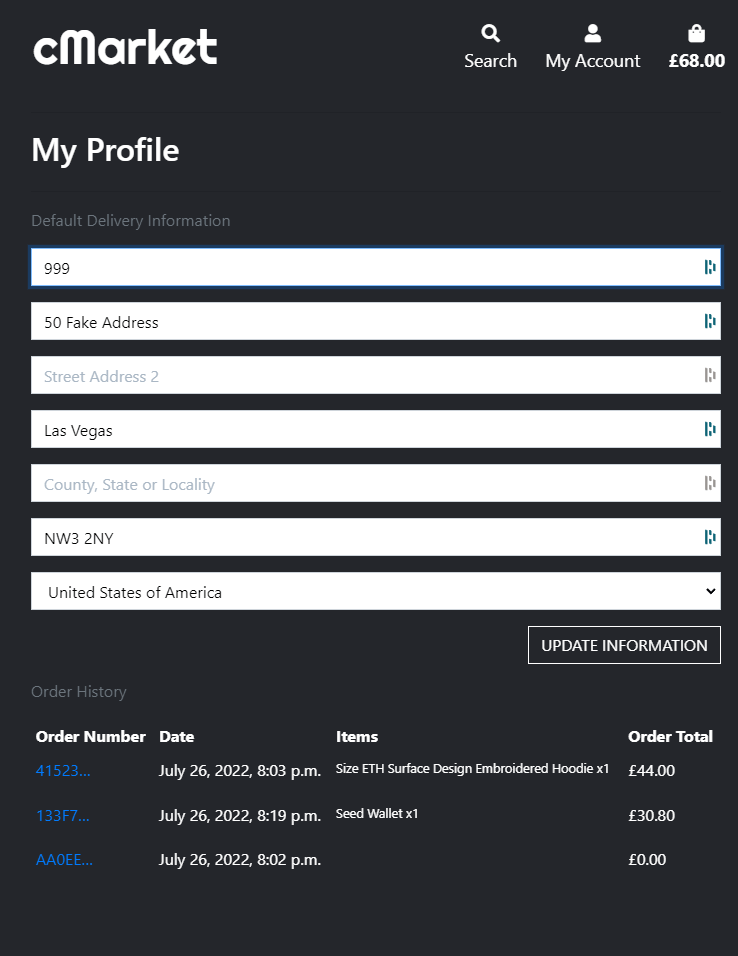 cMarket
Search My Account £68.00
My Profile
Default Delivery Information
999
50 Fake Address
Street Address 2
Las Vegas
County, State or Locality
NW3 2NY
United States of America
UPDATE INFORMATION
Order History
Order Number Date Items Order Total
41523... July 26, 2022, 8:03 p.m. Size ETH Surface Design Embroidered Hoodie x1 £44.00
133F7... July 26, 2022, 8:19 p.m. Seed Wallet x1 £30.80
AA0EE... July 26, 2022, 8:02 p.m. £0.00